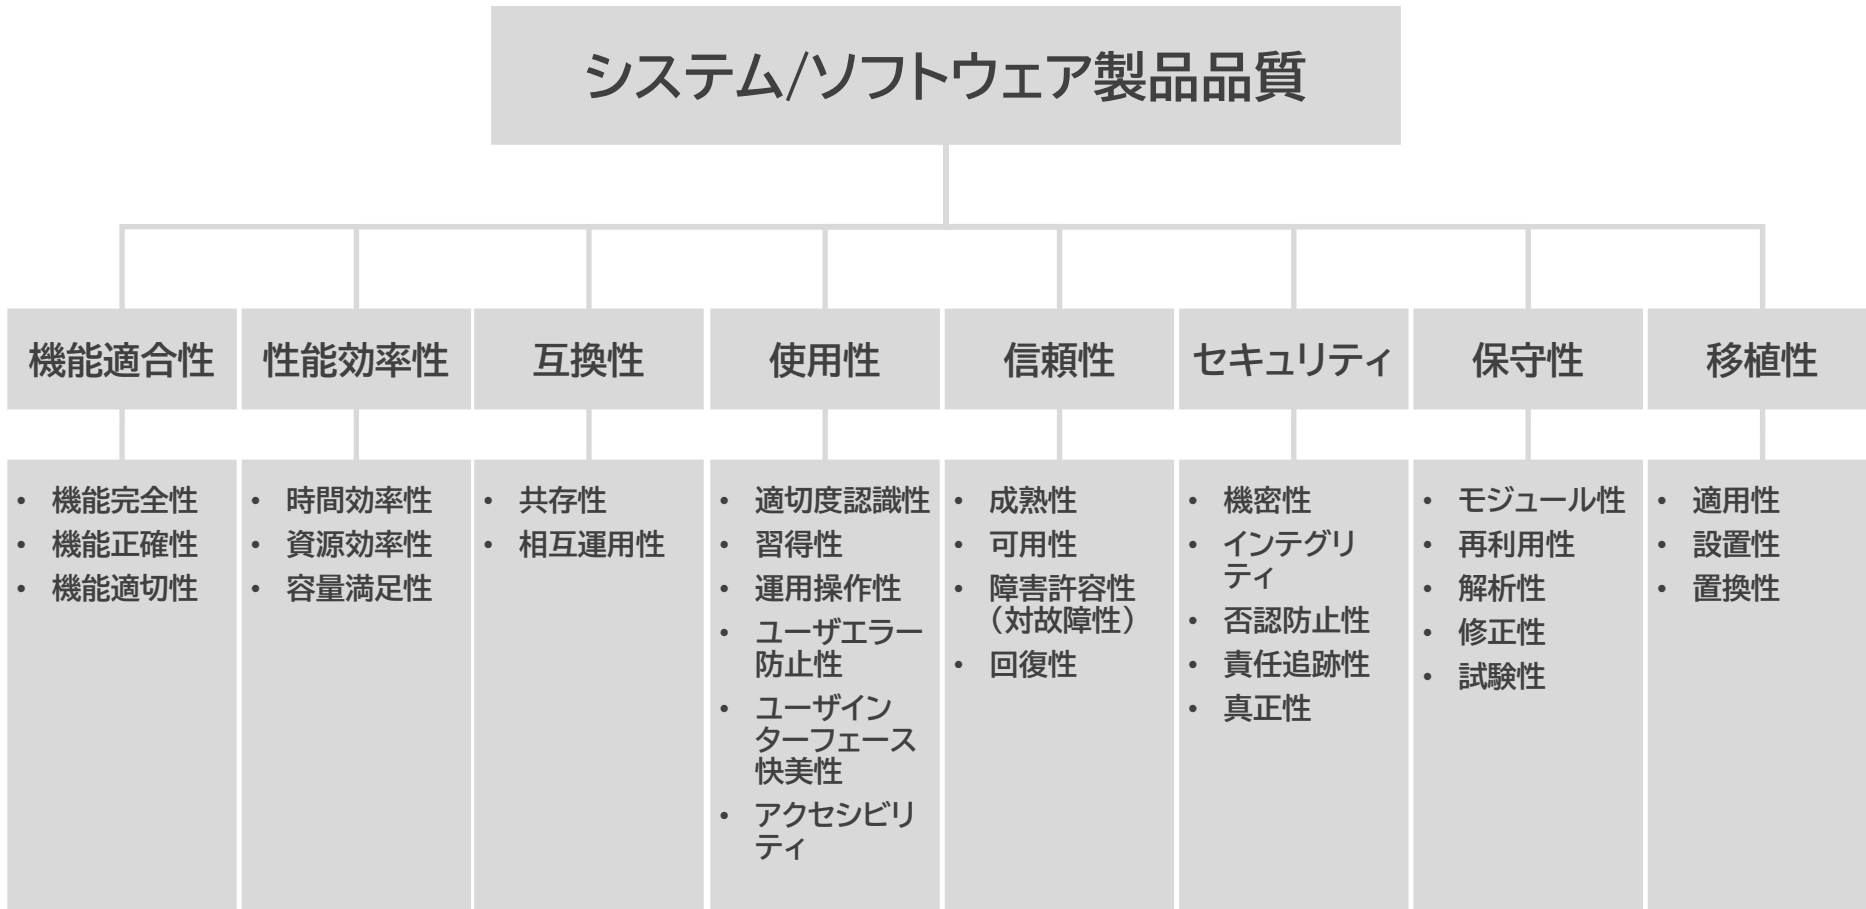 システム/ソフトウェア製品品質
機能適合性
性能効率性
互換性
使用性
信頼性
セキュリティ
保守性
移植性
• 機能完全性
• 機能正確性
• 機能適切性
• 時間効率性
• 資源効率性
• 容量満足性
• 共存性
• 相互運用性
• 適切度認識性
• 習得性
• 運用操作性
• ユーザエラー
防止性
• ユーザイン
ターフェース
快美性
• アクセシビリ
ティ
• 成熟性
• 可用性
• 障害許容性
（対故障性）
• 回復性
• 機密性
• インテグリ
ティ
• 否認防止性
• 責任追跡性
• 真正性
• モジュール性
• 再利用性
• 解析性
• 修正性
• 試験性
• 適用性
• 設置性
• 置換性